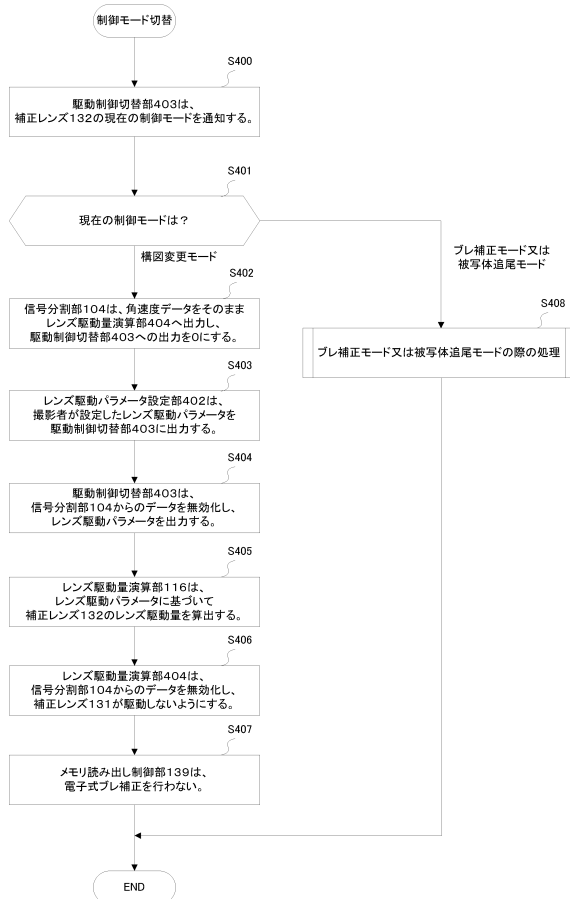 制御モード切替
S400
駆動制御切替部403は、
補正レンズ132の現在の制御モードを通知する。
S401
現在の制御モードは？
構図変更モード
ブレ補正モード又は
被写体追尾モード
S402
信号分割部104は、角速度データをそのまま
レンズ駆動量演算部404へ出力し、
駆動制御切替部403への出力を0にする。
S408
ブレ補正モード又は被写体追尾モードの際の処理
S403
レンズ駆動パラメータ設定部402は、
撮影者が設定したレンズ駆動パラメータを
駆動制御切替部403に出力する。
S404
駆動制御切替部403は、
信号分割部104からのデータを無効化し、
レンズ駆動パラメータを出力する。
S405
レンズ駆動量演算部116は、
レンズ駆動パラメータに基づいて
補正レンズ132のレンズ駆動量を算出する。
S406
レンズ駆動量演算部404は、
信号分割部104からのデータを無効化し、
補正レンズ131が駆動しないようにする。
S407
メモリ読み出し制御部139は、
電子式ブレ補正を行わない。
END